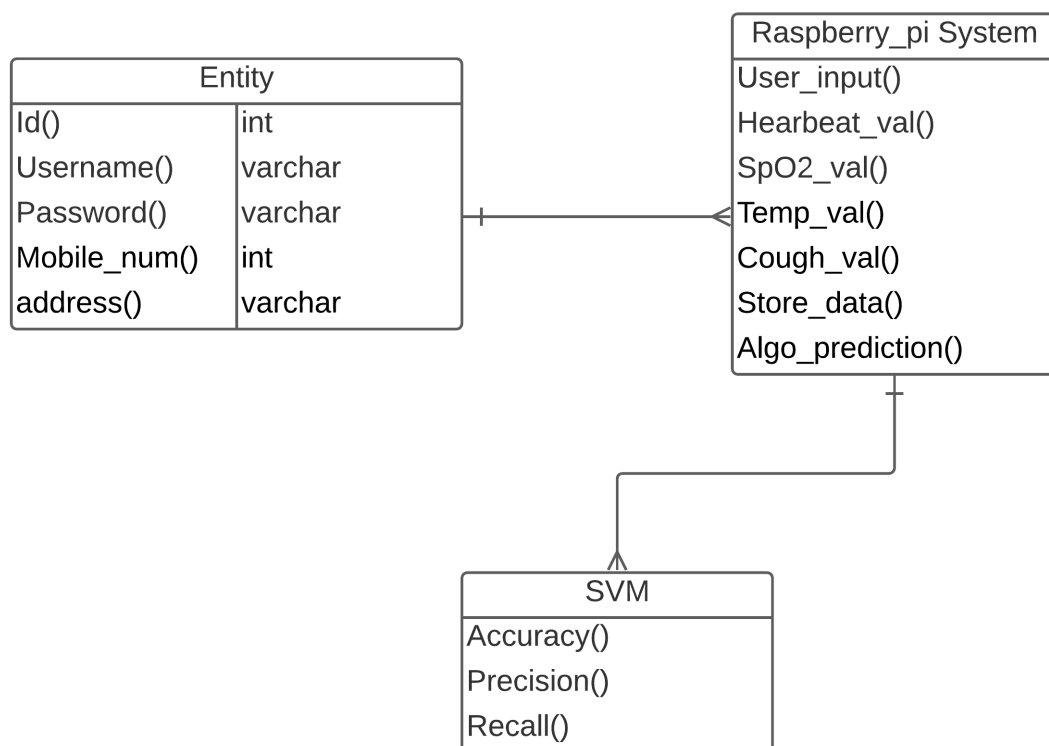 Raspberry_pi System
User_input()
Hearbeat_val()
SpO2_val()
Temp_val()
Cough_val()
Store_data()
Algo_prediction()
Entity
Id() int
Username() varchar
Password() varchar
Mobile_num() int
address() varchar
SVM
Accuracy()
Precision()
Recall()